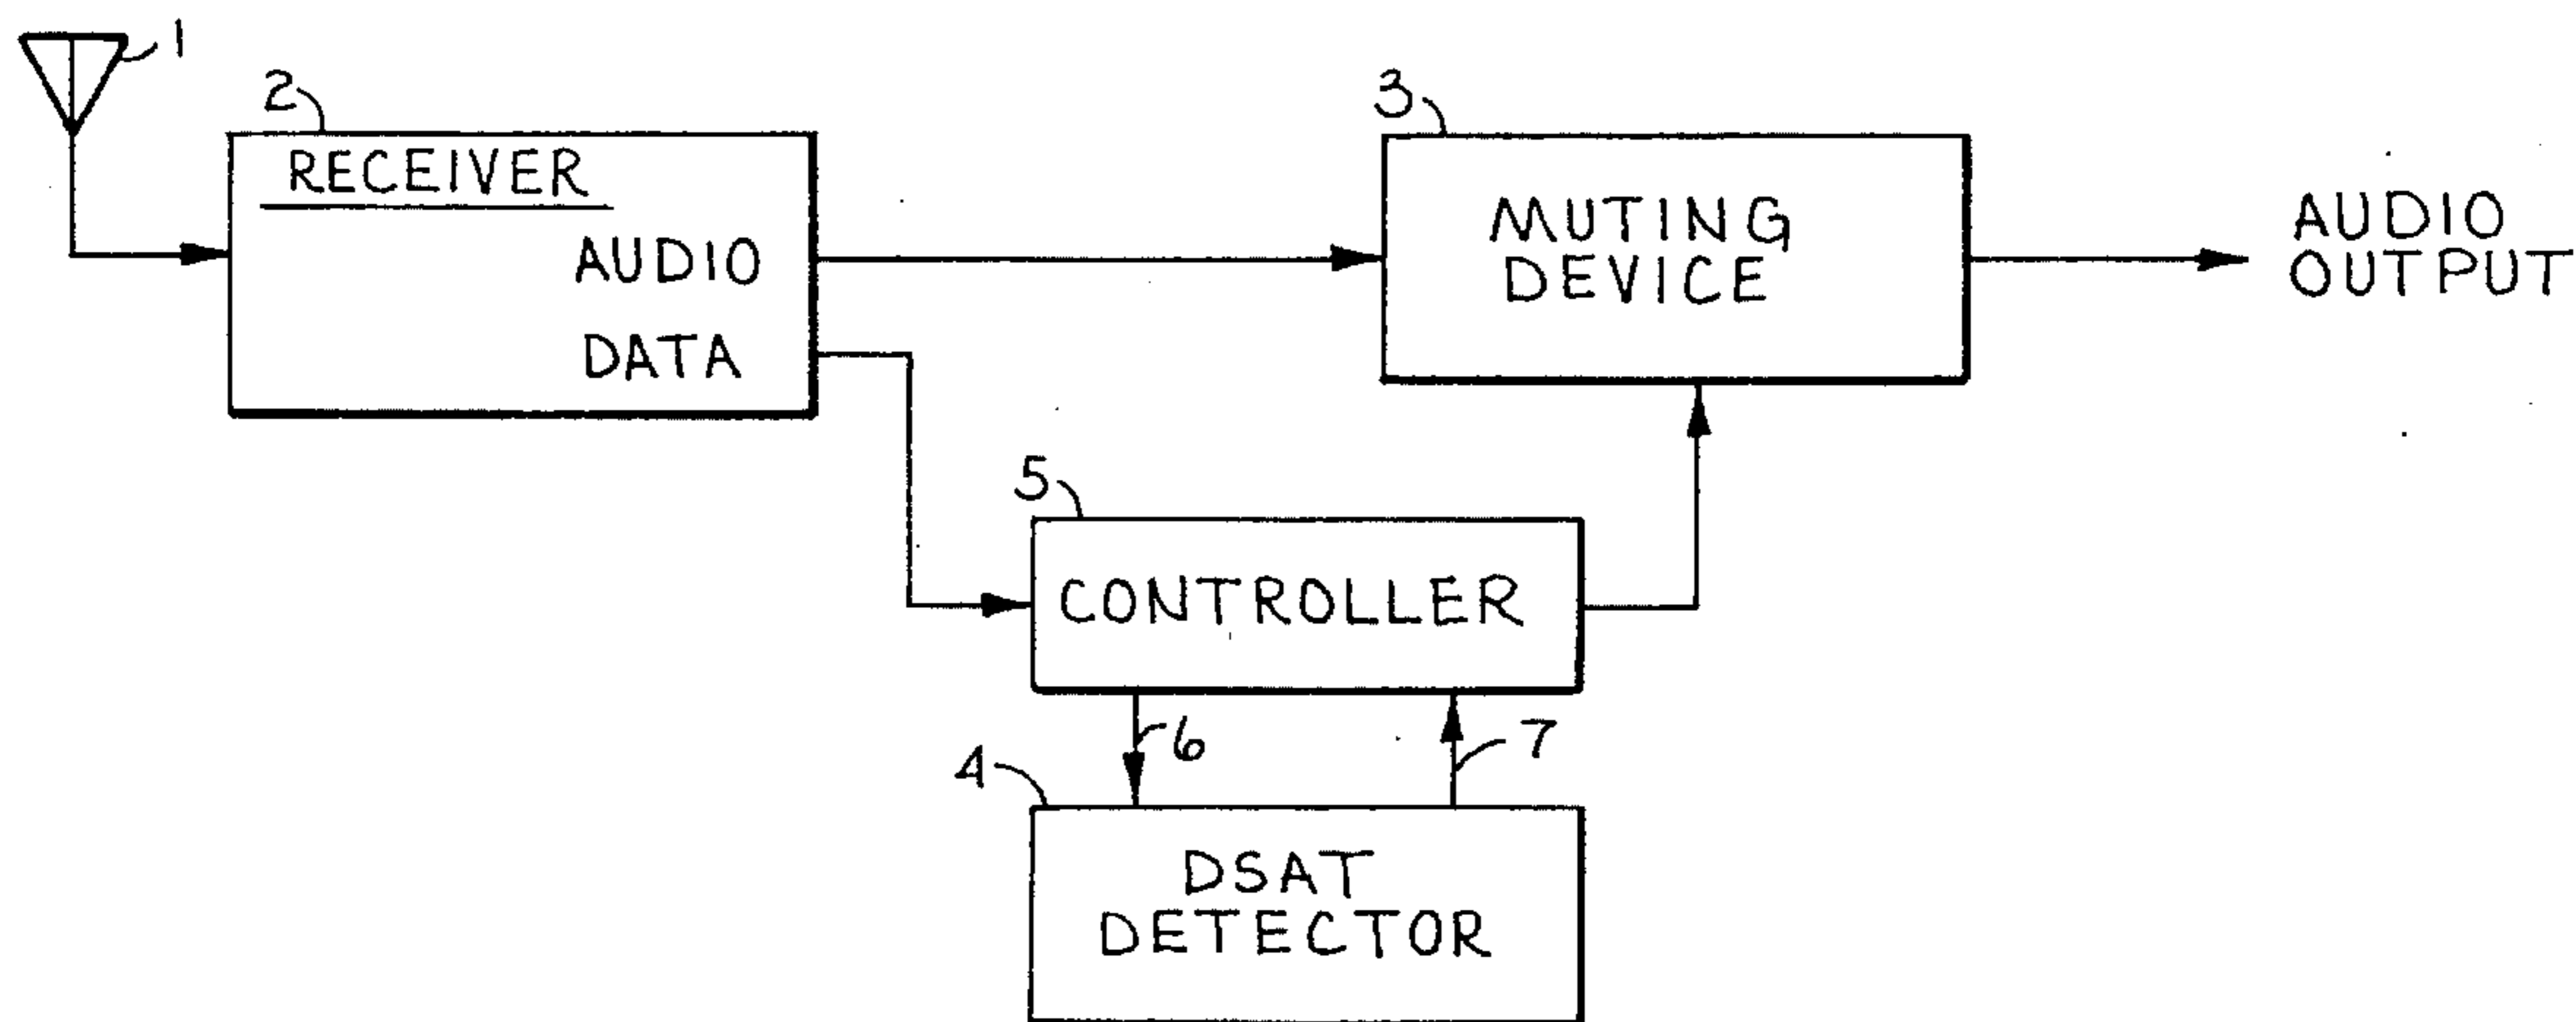 1
2
RECEIVER
AUDIO
DATA
3
MUTING
DEVICE
AUDIO
OUTPUT
5
CONTROLLER
6
7
4
DSAT
DETECTOR